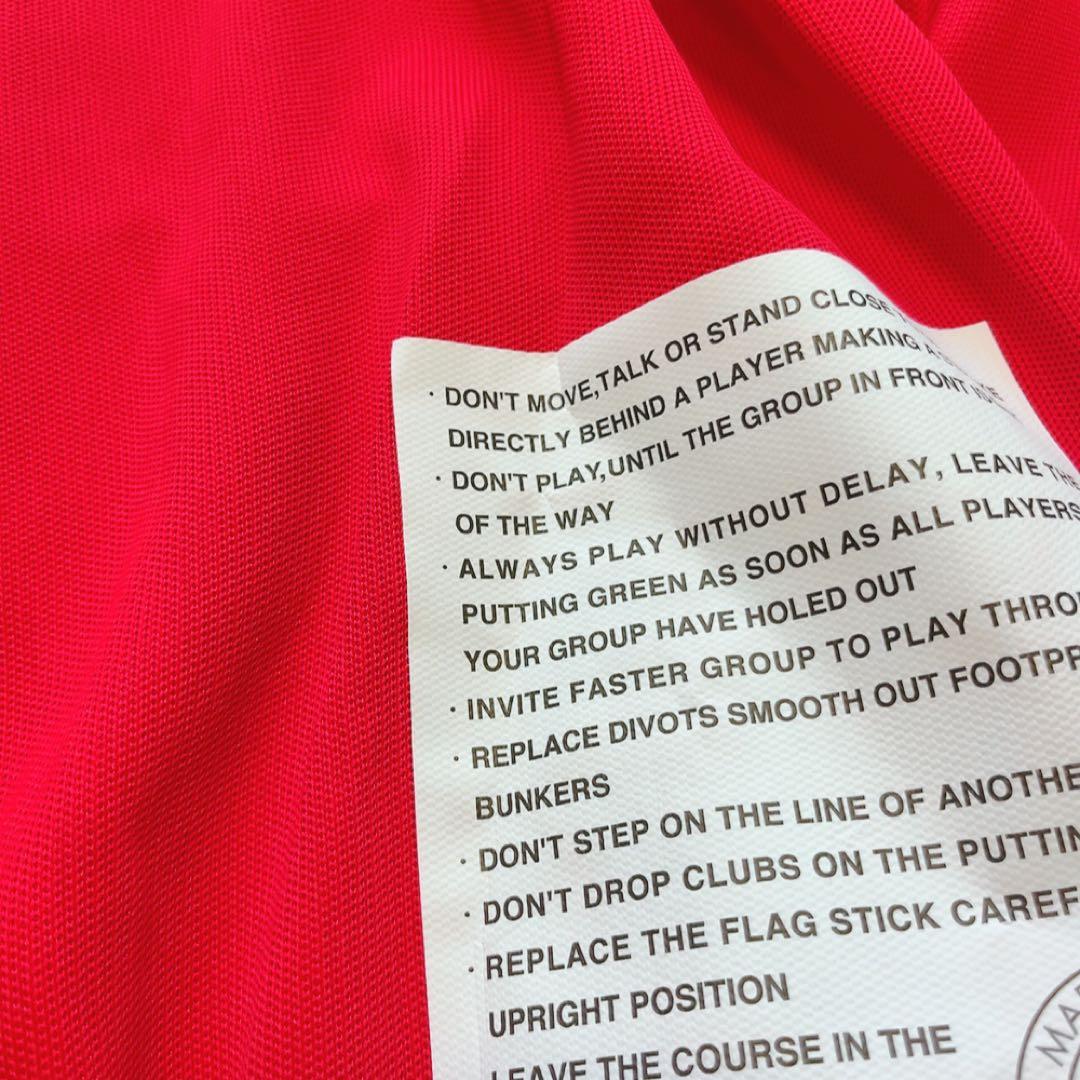 · DON'T MOVE,TALK OR STAND CLOSE
DIRECTLY BEHIND A PLAYER MAKING A
· DON'T PLAY,UNTIL THE GROUP IN FRONT
OF THE WAY
· ALWAYS PLAY WITHOUT DELAY, LEAVE THE
PUTTING GREEN AS SOON AS ALL PLAYERS
YOUR GROUP HAVE HOLED OUT
· INVITE FASTER GROUP TO PLAY
· REPLACE DIVOTS SMOOTH OUT
BUNKERS
· DON'T STEP ON THE LINE OF
· DON'T DROP CLUBS ON THE
· REPLACE THE FLAG STICK
UPRIGHT POSITION
LEAVE THE COURSE IN THE